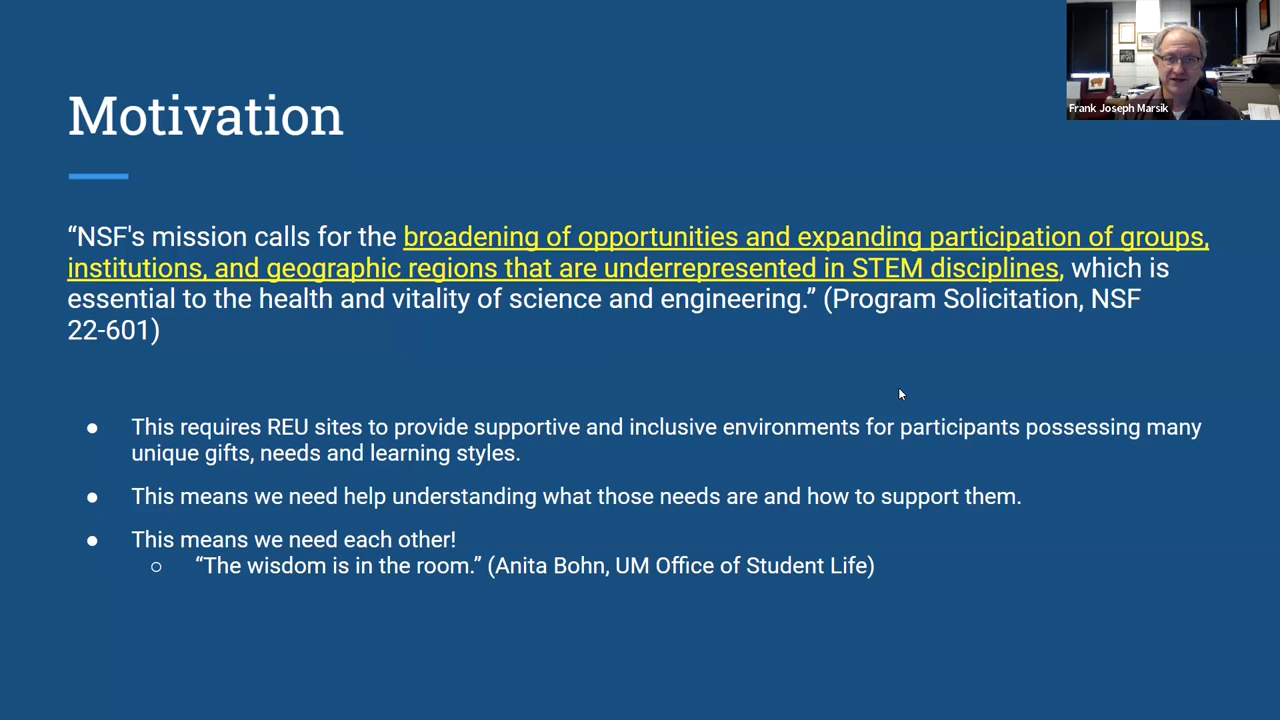 Frank Joseph Marsik
Motivation
“NSF's mission calls for the broadening of opportunities and expanding participation of groups,
institutions, and geographic regions that are underrepresented in STEM disciplines, which is
essential to the health and vitality of science and engineering.” (Program Solicitation, NSF
22-601)
● This requires REU sites to provide supportive and inclusive environments for participants possessing many
unique gifts, needs and learning styles.
● This means we need help understanding what those needs are and how to support them.
● This means we need each other!
○ “The wisdom is in the room.” (Anita Bohn, UM Office of Student Life)